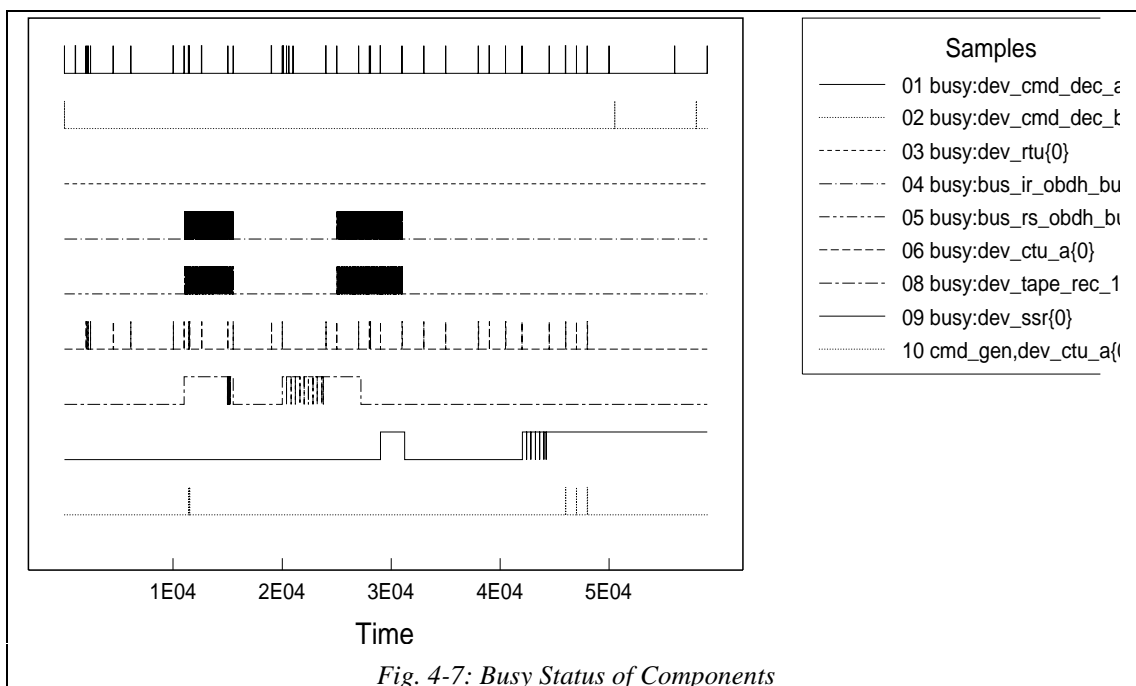 Samples
01 busy:dev_cmd_dec_a
02 busy:dev_cmd_dec_b
03 busy:dev_rtu{0}
04 busy:bus_ir_obdh_bu
05 busy:bus_rs_obdh_bu
06 busy:dev_ctu_a{0}
08 busy:dev_tape_rec_1
09 busy:dev_ssr{0}
10 cmd_gen,dev_ctu_a{0
1E04 2E04 3E04 4E04 5E04
Time
Fig. 4-7: Busy Status of Components